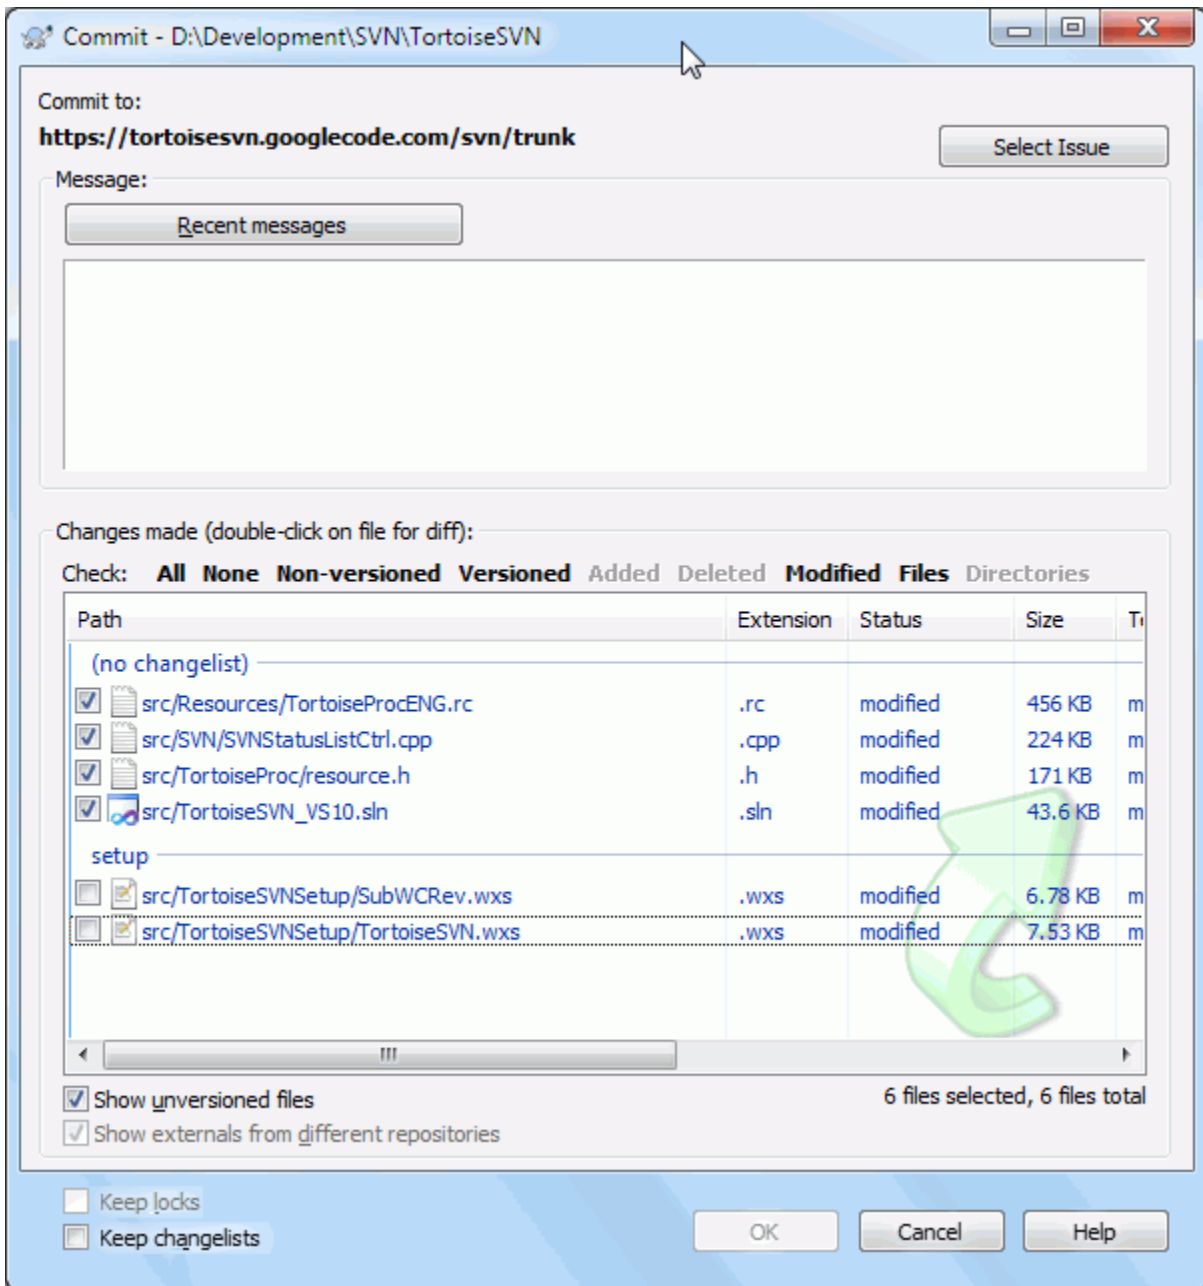 Commit - D:\Development\SVN\TortoiseSVN
Commit to:
https://tortoisesvn.googlecode.com/svn/trunk
Select Issue
Message:
Recent messages
Changes made (double-click on file for diff):
Check: All None Non-versioned Versioned Added Deleted Modified Files Directories
Path Extension Status Size
(no changelist)
src/Resources/TortoiseProcENG.rc .rc modified 456 KB m
src/SVN/SVNStatusListCtrl.cpp .cpp modified 224 KB m
src/TortoiseProc/resource.h .h modified 171 KB m
src/TortoiseSVN_VS10.sln .sln modified 43.6 KB m
setup
src/TortoiseSVNSetup/SubWCRev.wxs .wxs modified 6.78 KB m
src/TortoiseSVNSetup/TortoiseSVN.wxs .wxs modified 7.53 KB m
Show unversioned files 6 files selected, 6 files total
Show externals from different repositories
Keep locks
Keep changelists
OK Cancel Help